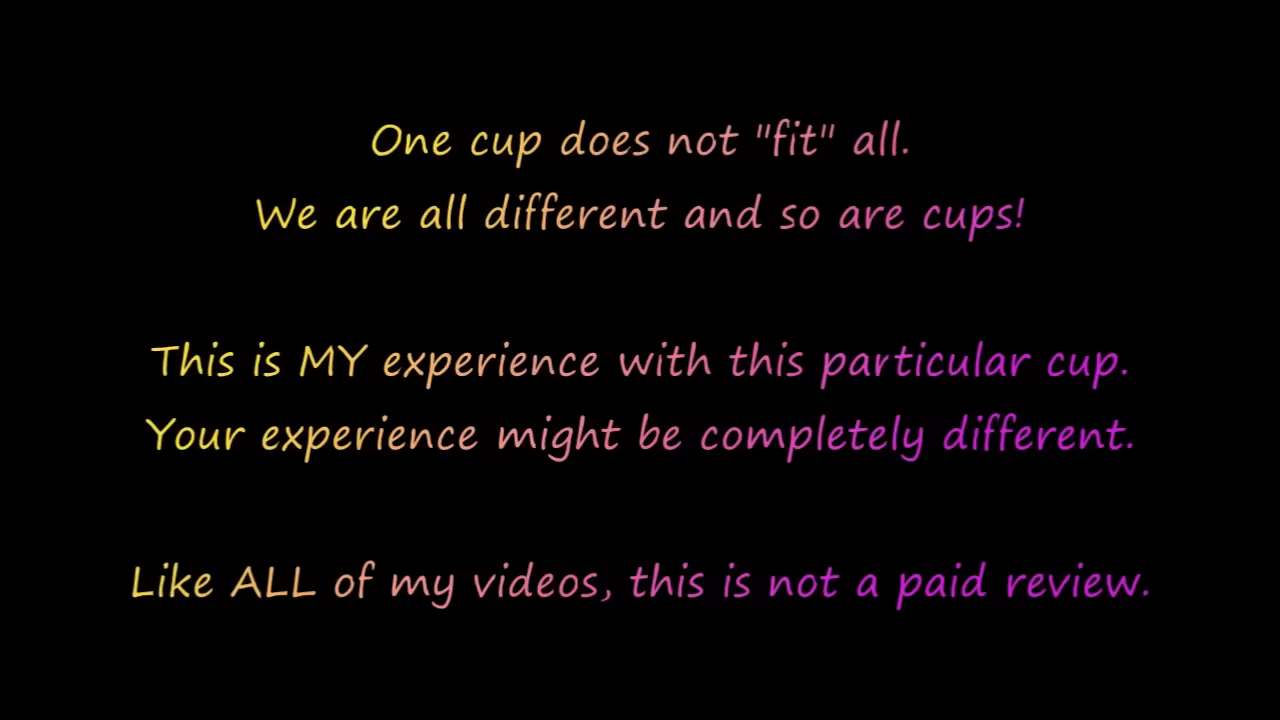 One cup does not "fit" all.
We are all different and so are cups!
This is MY experience with this particular cup.
Your experience might be completely different.
Like ALL of my videos, this is not a paid review.